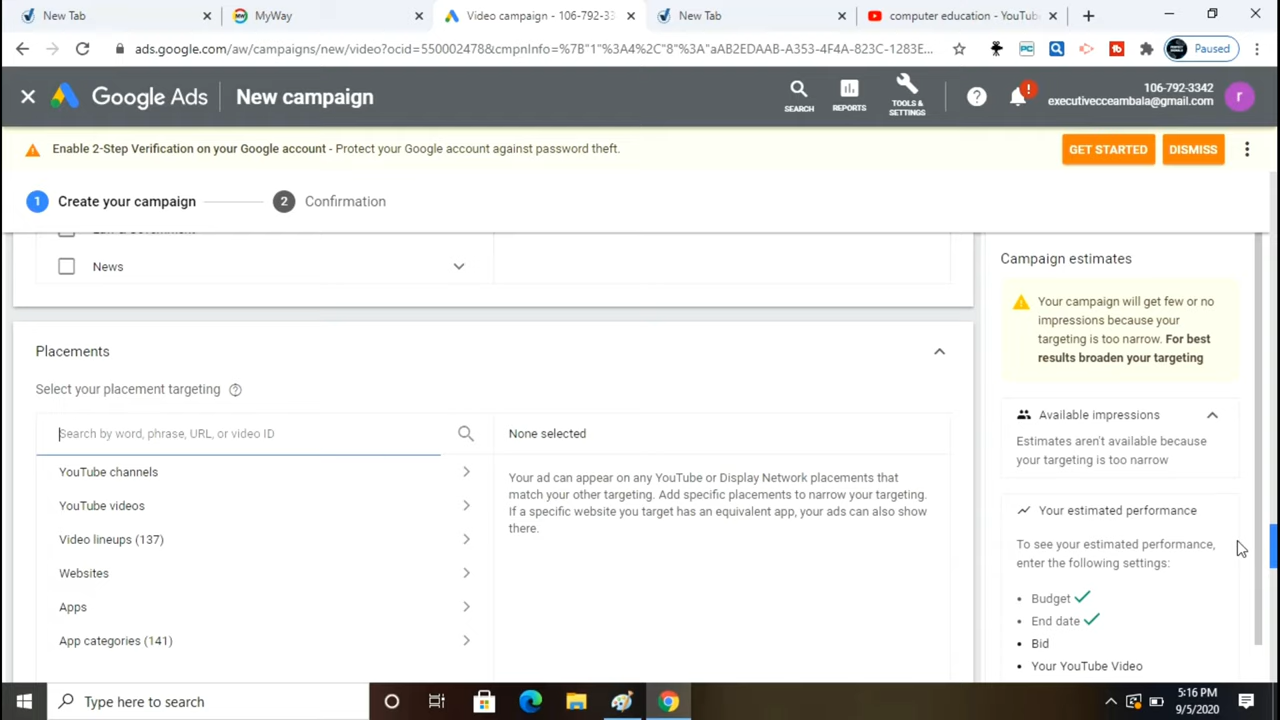 New Tab
MyWay
Video campaign - 106-792-33
New Tab
computer education - YouTube
ads.google.com/aw/campaigns/new/video?ocid=550002478&cmpnInfo=%7B"1"%3A4%2C"8"%3A"aAB2EDAAB-A353-4F4A-823C-1283E...
PC
Paused
Google Ads
New campaign
SEARCH
REPORTS
TOOLS & SETTINGS
106-792-3342
executivecceambala@gmail.com
r
Enable 2-Step Verification on your Google account - Protect your Google account against password theft.
GET STARTED
DISMISS
1 Create your campaign
2 Confirmation
News
Placements
Select your placement targeting
Search by word, phrase, URL, or video ID
YouTube channels
YouTube videos
Video lineups (137)
Websites
Apps
App categories (141)
None selected
Your ad can appear on any YouTube or Display Network placements that
match your other targeting. Add specific placements to narrow your targeting.
If a specific website you target has an equivalent app, your ads can also show
there.
Campaign estimates
Your campaign will get few or no
impressions because your
targeting is too narrow. For best
results broaden your targeting
Available impressions
Estimates aren't available because
your targeting is too narrow
Your estimated performance
To see your estimated performance,
enter the following settings:
• Budget
• End date
• Bid
• Your YouTube Video
Type here to search
5:16 PM
9/5/2020